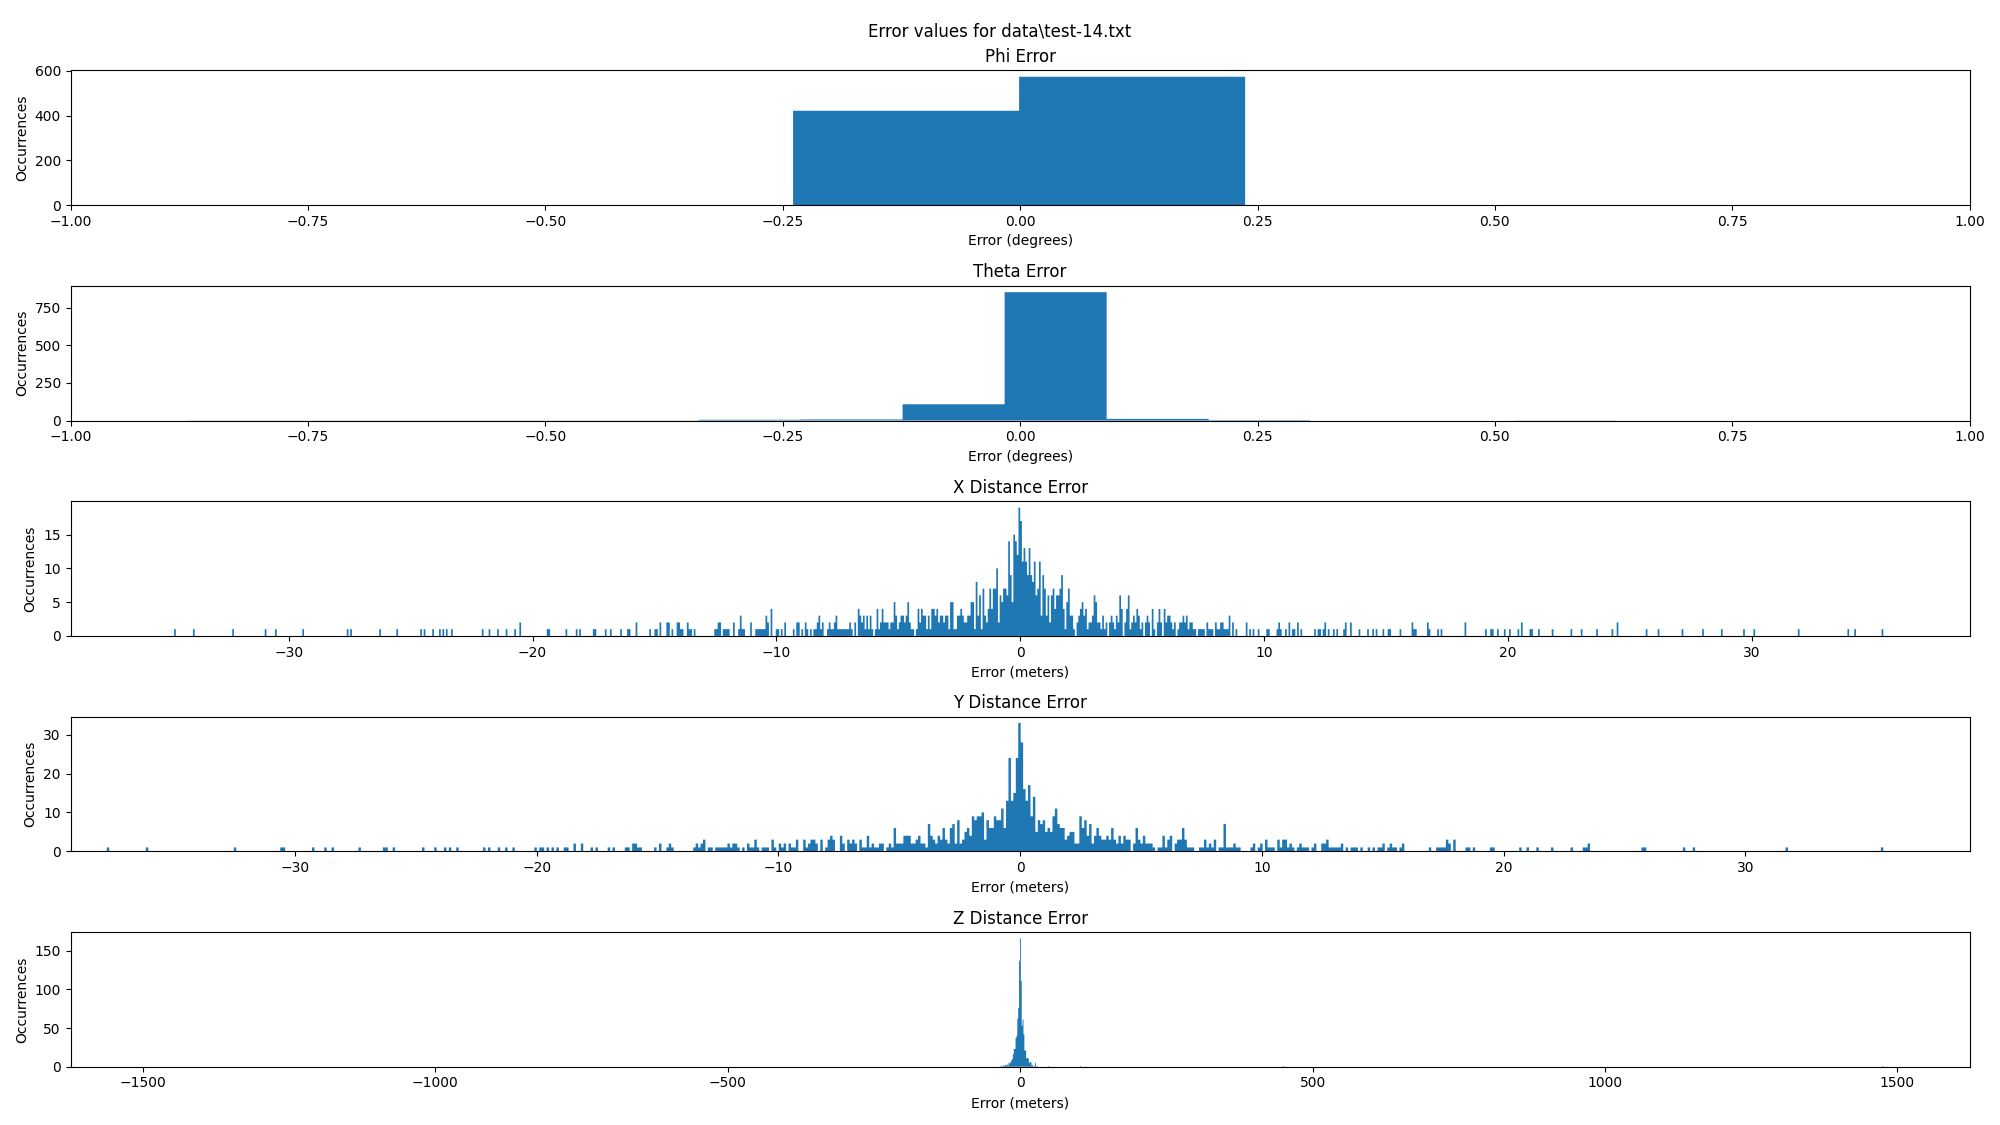 Error values for data\test-14.txt
Phi Error
Occurrences
600
400
200
0
−1.00 −0.75 −0.50 −0.25 0.00 0.25 0.50 0.75 1.00
Error (degrees)
Theta Error
Occurrences
750
500
250
0
−1.00 −0.75 −0.50 −0.25 0.00 0.25 0.50 0.75 1.00
Error (degrees)
X Distance Error
Occurrences
15
10
5
0
−30 −20 −10 0 10 20 30
Error (meters)
Y Distance Error
Occurrences
30
20
10
0
−30 −20 −10 0 10 20 30
Error (meters)
Z Distance Error
Occurrences
150
100
50
0
−1500 −1000 −500 0 500 1000 1500
Error (meters)